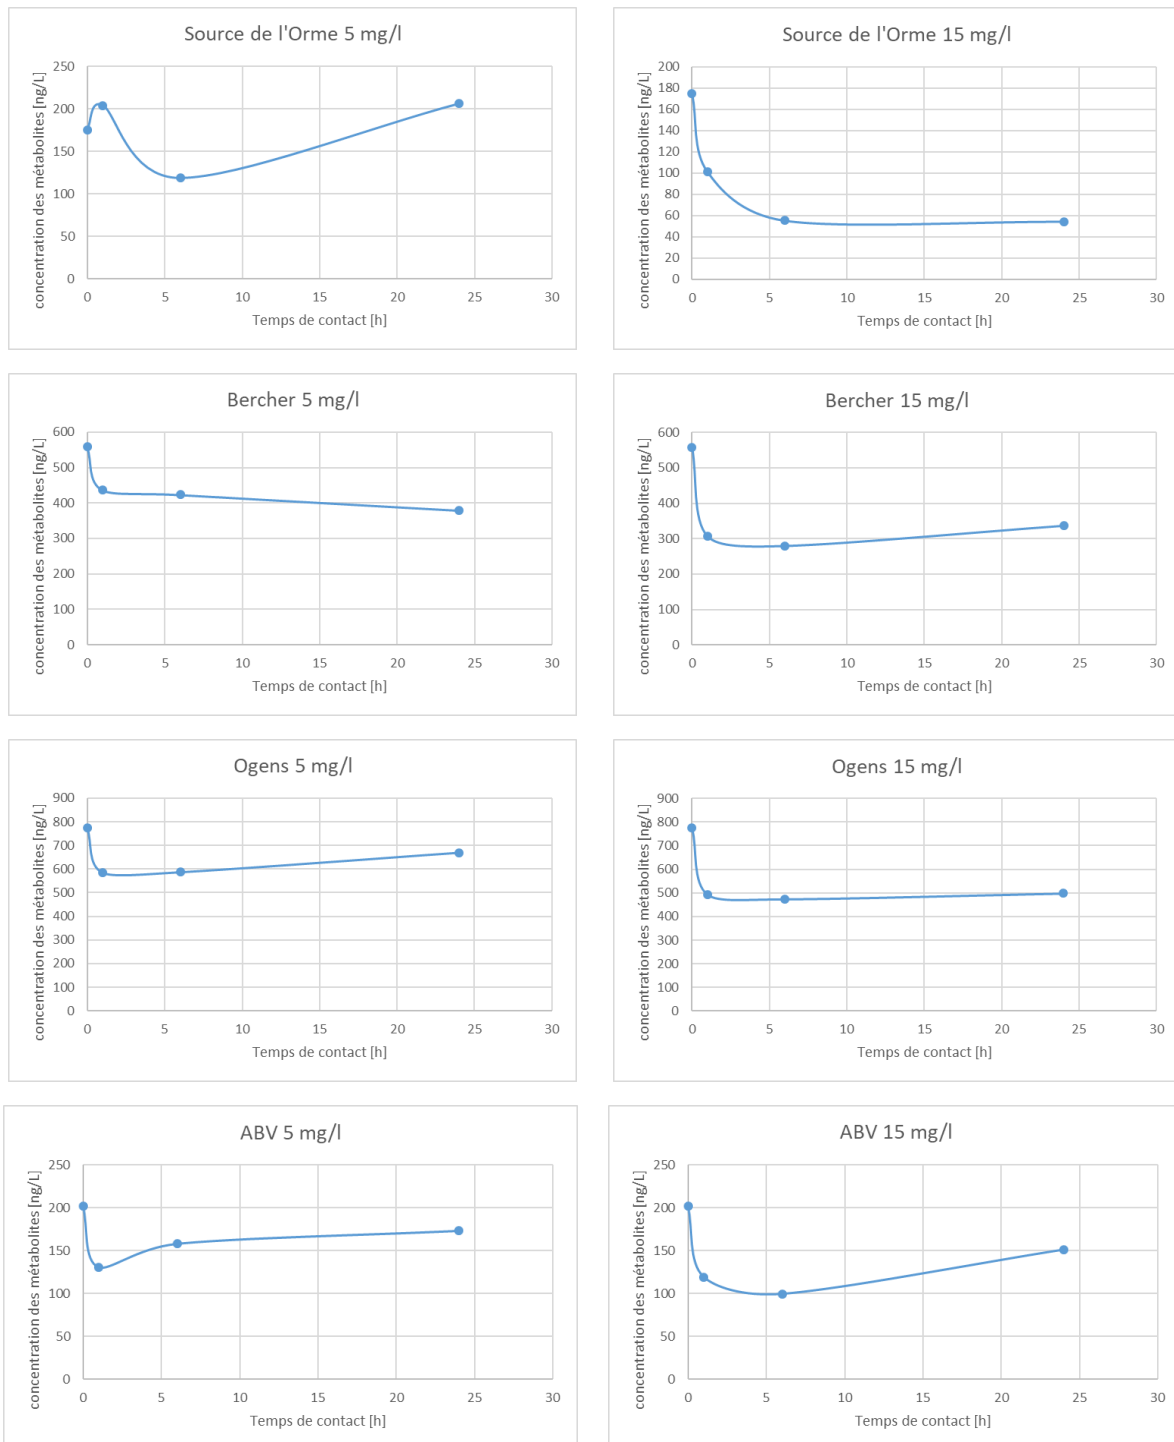 Source de l'Orme 5 mg/l
concentration des métabolites [ng/L]
250
200
150
100
50
0
0 5 10 15 20 25 30
Temps de contact [h]
Source de l'Orme 15 mg/l
concentration des métabolites [ng/L]
200
180
160
140
120
100
80
60
40
20
0
0 5 10 15 20 25 30
Temps de contact [h]
Bercher 5 mg/l
concentration des métabolites [ng/L]
600
500
400
300
200
100
0
0 5 10 15 20 25 30
Temps de contact [h]
Bercher 15 mg/l
concentration des métabolites [ng/L]
600
500
400
300
200
100
0
0 5 10 15 20 25 30
Temps de contact [h]
Ogens 5 mg/l
concentration des métabolites [ng/L]
900
800
700
600
500
400
300
200
100
0
0 5 10 15 20 25 30
Temps de contact [h]
Ogens 15 mg/l
concentration des métabolites [ng/L]
900
800
700
600
500
400
300
200
100
0
0 5 10 15 20 25 30
Temps de contact [h]
ABV 5 mg/l
concentration des métabolites [ng/L]
250
200
150
100
50
0
0 5 10 15 20 25 30
Temps de contact [h]
ABV 15 mg/l
concentration des métabolites [ng/L]
250
200
150
100
50
0
0 5 10 15 20 25 30
Temps de contact [h]